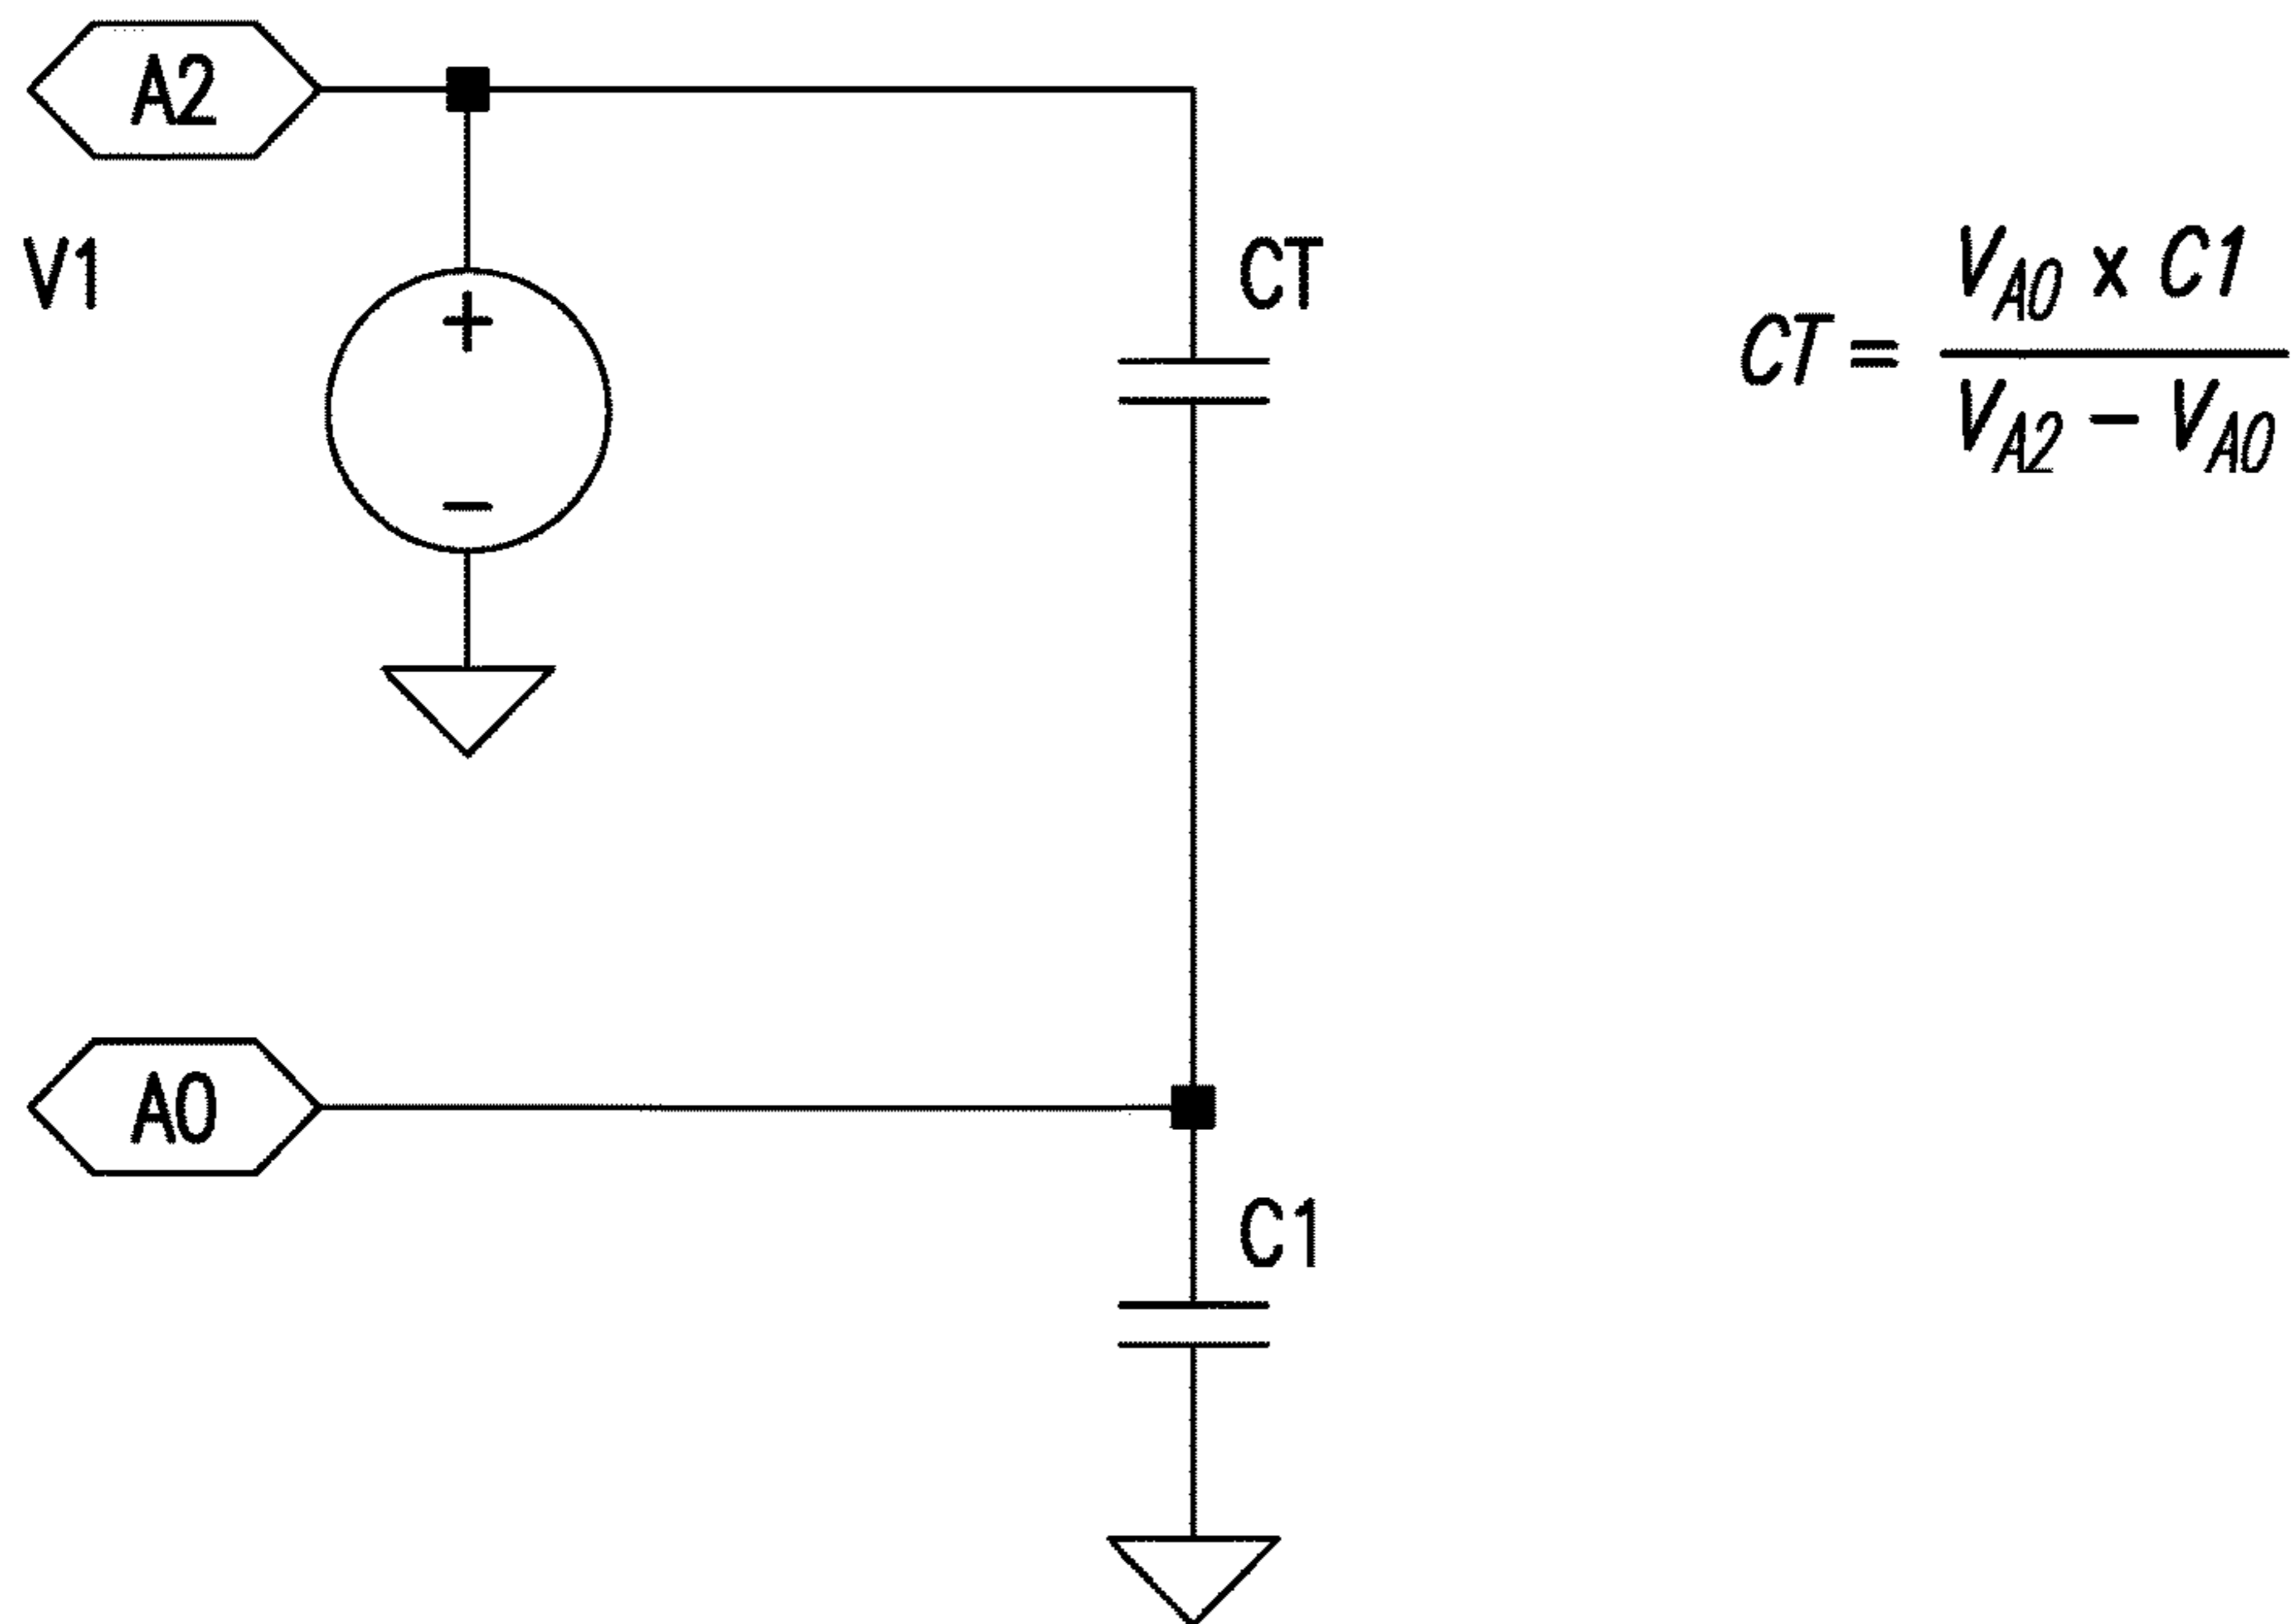 A2
V1
+
−
CT
CT = V_A0 x C1 / V_A2 − V_A0
A0
C1